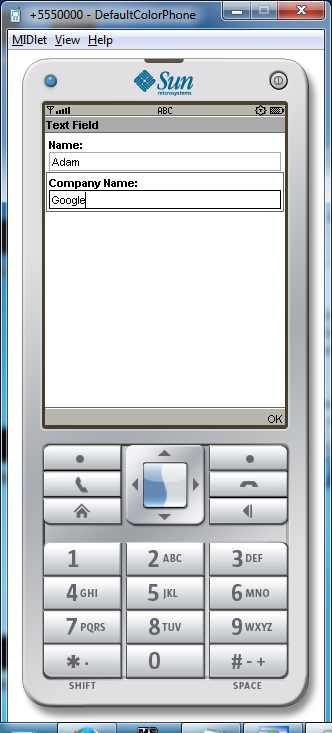 +5550000 - DefaultColorPhone
MIDlet View Help
Sun
microsystems
ABC
Text Field
Name:
Adam
Company Name:
Google
OK
1 2 ABC 3 DEF
4 GHI 5 JKL 6 MNO
7 PQRS 8 TUV 9 WXYZ
* . 0 # - +
SHIFT SPACE